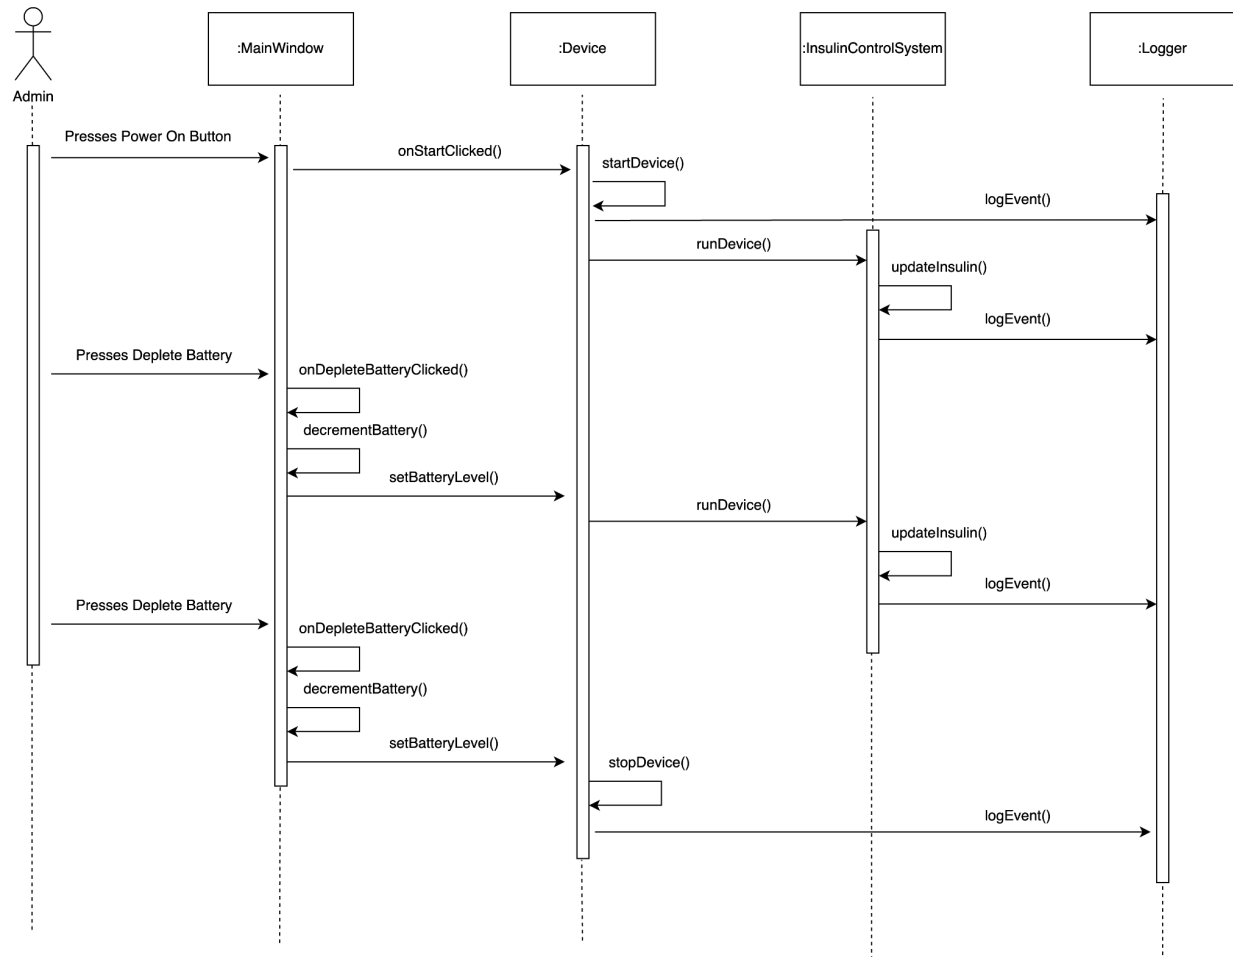 :MainWindow
:Device
:InsulinControlSystem
:Logger
Admin
Presses Power On Button
onStartClicked()
startDevice()
logEvent()
runDevice()
updateInsulin()
logEvent()
Presses Deplete Battery
onDepleteBatteryClicked()
decrementBattery()
setBatteryLevel()
runDevice()
updateInsulin()
logEvent()
Presses Deplete Battery
onDepleteBatteryClicked()
decrementBattery()
setBatteryLevel()
stopDevice()
logEvent()